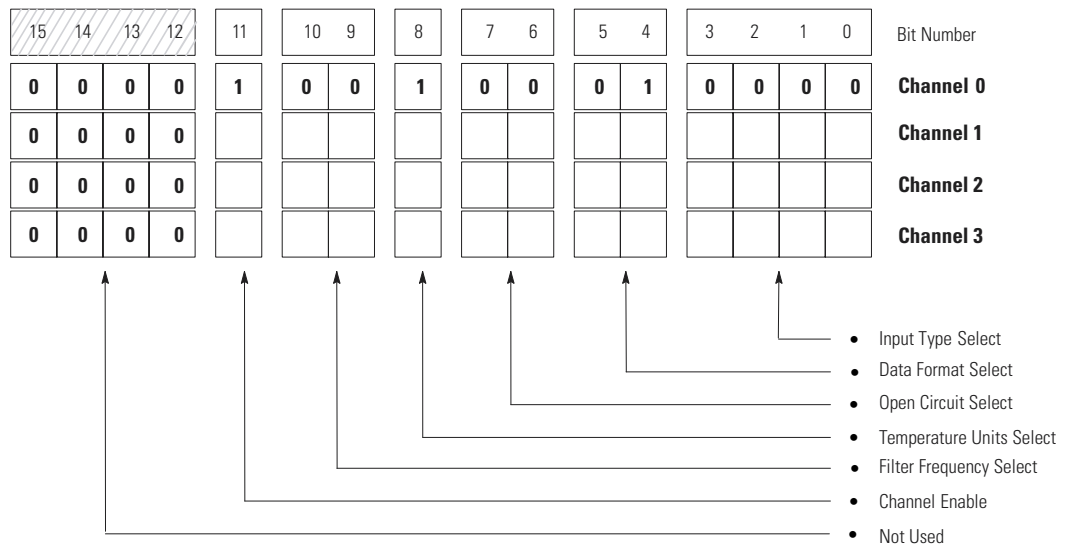 15 14 13 12 11 10 9 8 7 6 5 4 3 2 1 0 Bit Number
0 0 0 0 1 0 0 1 0 0 0 1 0 0 0 0 Channel 0
0 0 0 0 Channel 1
0 0 0 0 Channel 2
0 0 0 0 Channel 3
• Input Type Select
• Data Format Select
• Open Circuit Select
• Temperature Units Select
• Filter Frequency Select
• Channel Enable
• Not Used